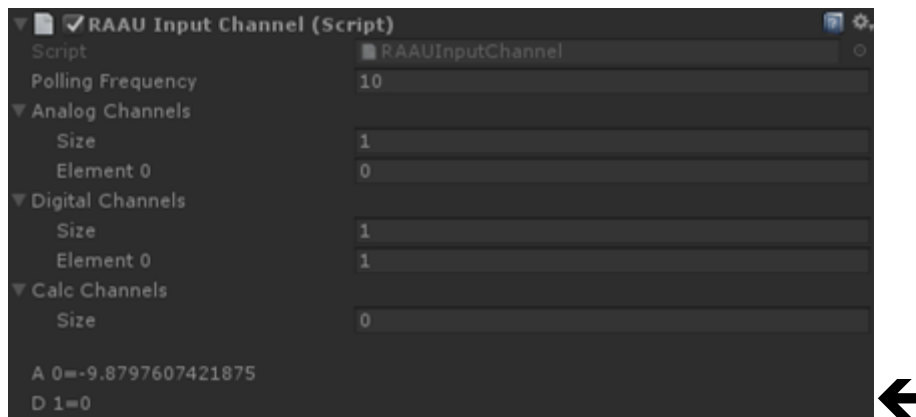 RAAU Input Channel (Script)
Script RAAUInputChannel
Polling Frequency 10
Analog Channels
Size 1
Element 0 0
Digital Channels
Size 1
Element 0 1
Calc Channels
Size 0
A 0=-9.8797607421875
D 1=0